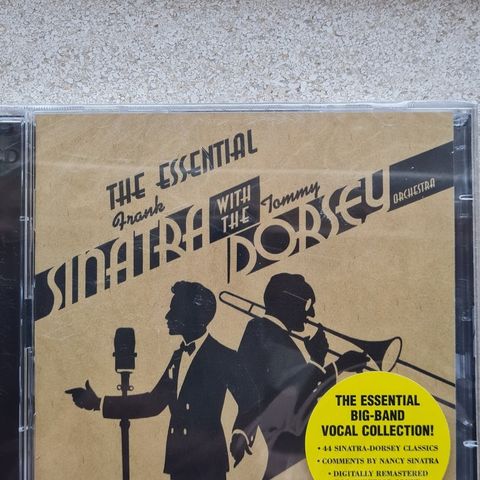 THE ESSENTIAL
Frank Tommy
SINATRA WITH THE DORSEY ORCHESTRA
THE ESSENTIAL
BIG-BAND
VOCAL COLLECTION!
• 44 SINATRA-DORSEY CLASSICS
• COMMENTS BY NANCY SINATRA
• DIGITALLY REMASTERED